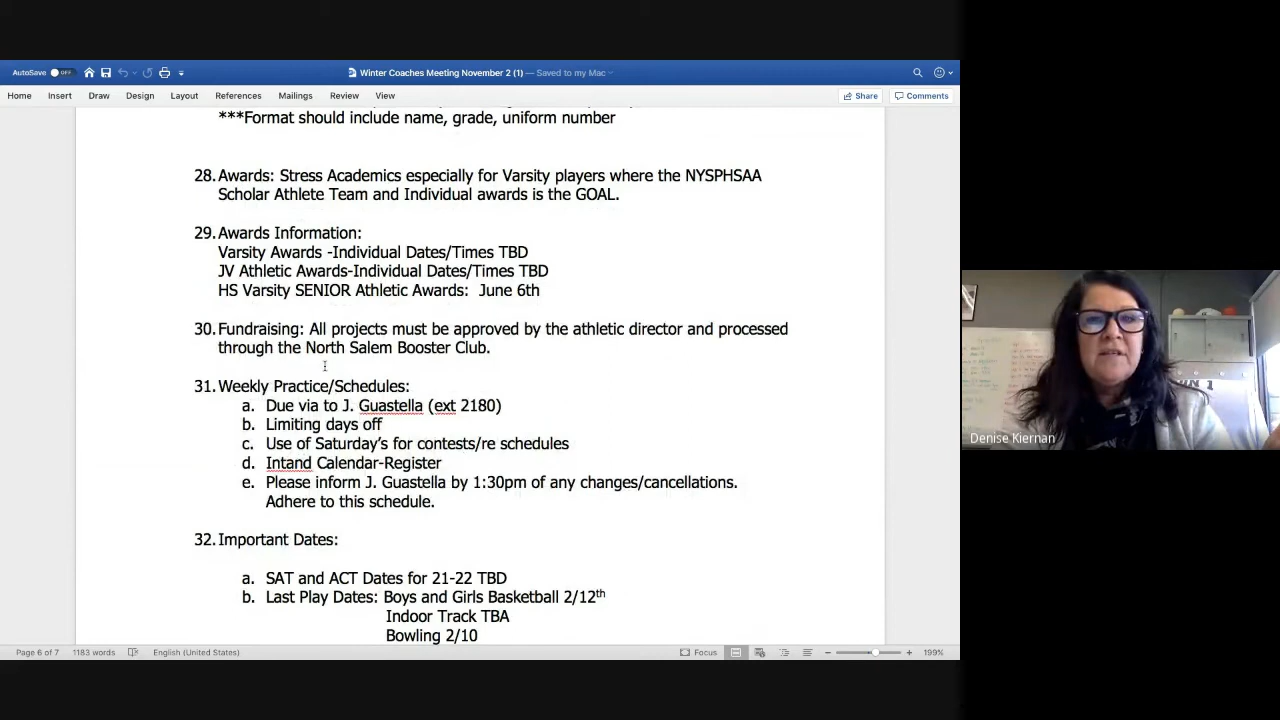 AutoSave OFF
Winter Coaches Meeting November 2 (1) — Saved to my Mac
Home Insert Draw Design Layout References Mailings Review View Share Comments
***Format should include name, grade, uniform number
28. Awards: Stress Academics especially for Varsity players where the NYSPHSAA
Scholar Athlete Team and Individual awards is the GOAL.
29. Awards Information:
Varsity Awards -Individual Dates/Times TBD
JV Athletic Awards-Individual Dates/Times TBD
HS Varsity SENIOR Athletic Awards: June 6th
30. Fundraising: All projects must be approved by the athletic director and processed
through the North Salem Booster Club.
31. Weekly Practice/Schedules:
a. Due via to J. Guastella (ext 2180)
b. Limiting days off
c. Use of Saturday's for contests/re schedules
d. Intand Calendar-Register
e. Please inform J. Guastella by 1:30pm of any changes/cancellations.
Adhere to this schedule.
32. Important Dates:
a. SAT and ACT Dates for 21-22 TBD
b. Last Play Dates: Boys and Girls Basketball 2/12th
Indoor Track TBA
Bowling 2/10
Page 6 of 7 1183 words English (United States) Focus 199%
Denise Kiernan